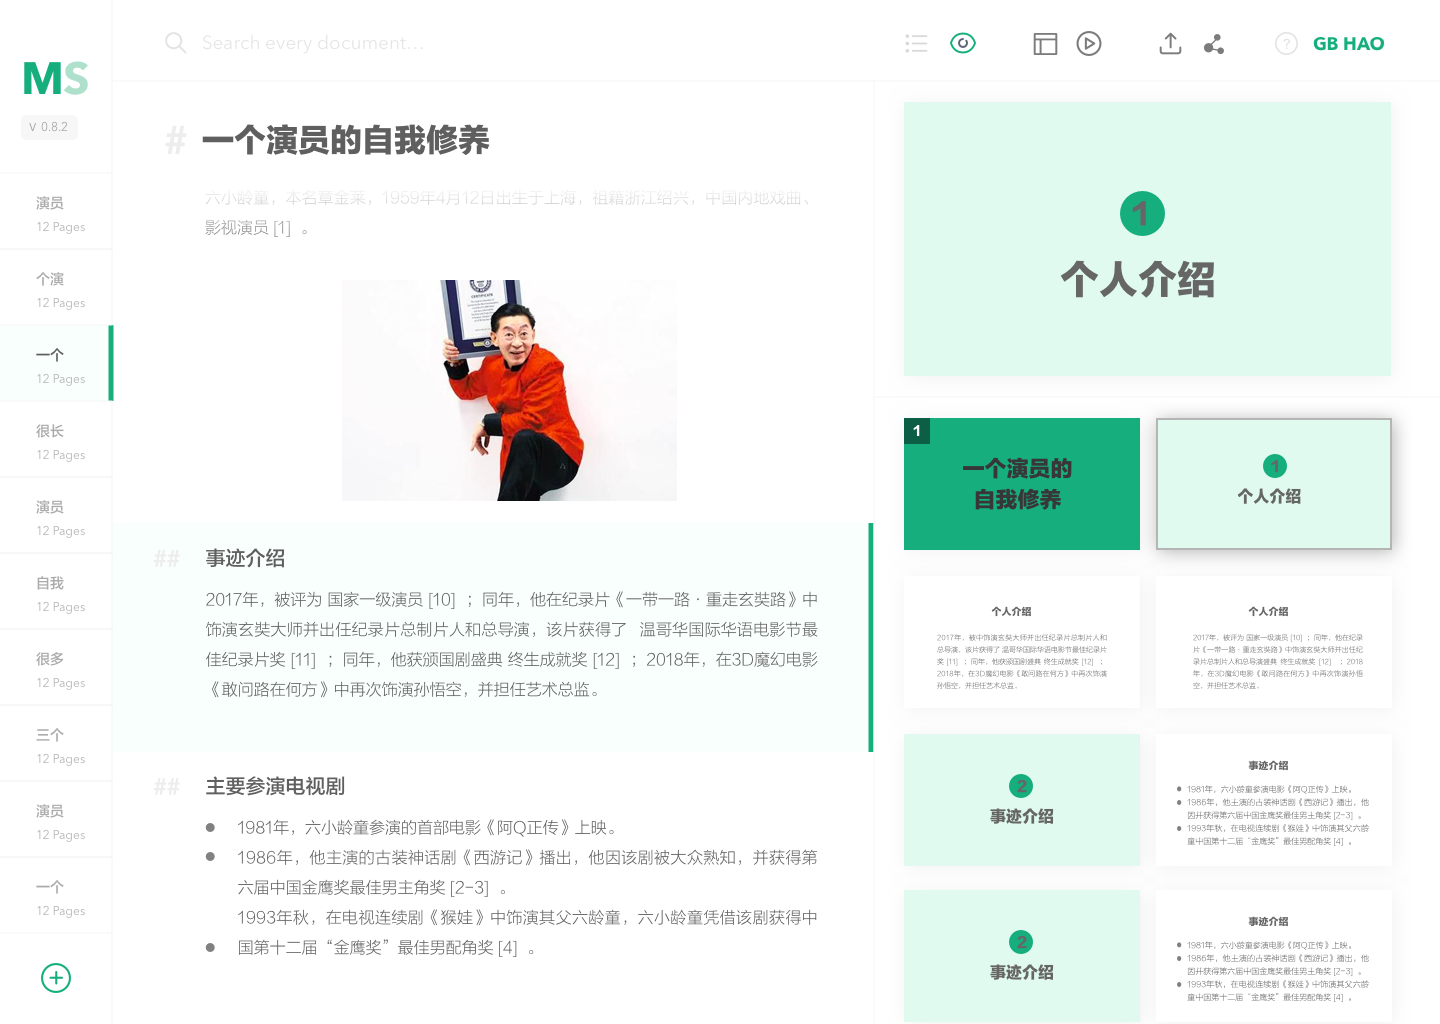 MS
V 0.8.2
演员
12 Pages
个演
12 Pages
一个
12 Pages
很长
12 Pages
演员
12 Pages
自我
12 Pages
很多
12 Pages
三个
12 Pages
演员
12 Pages
一个
12 Pages
Search every document...
GB HAO
# 一个演员的自我修养
六小龄童，本名章金莱，1959年4月12日出生于上海，祖籍浙江绍兴，中国内地戏曲、
影视演员 [1] 。
CERTIFICATE
## 事迹介绍
2017年，被评为 国家一级演员 [10] ；同年，他在纪录片《一带一路·重走玄奘路》中
饰演玄奘大师并出任纪录片总制片人和总导演，该片获得了 温哥华国际华语电影节最
佳纪录片奖 [11] ；同年，他获颁国剧盛典 终生成就奖 [12] ；2018年，在3D魔幻电影
《敢问路在何方》中再次饰演孙悟空，并担任艺术总监。
## 主要参演电视剧
● 1981年，六小龄童参演的首部电影《阿Q正传》上映。
● 1986年，他主演的古装神话剧《西游记》播出，他因该剧被大众熟知，并获得第
六届中国金鹰奖最佳男主角奖 [2-3] 。
1993年秋，在电视连续剧《猴娃》中饰演其父六龄童，六小龄童凭借该剧获得中
● 国第十二届“金鹰奖”最佳男配角奖 [4] 。
1
个人介绍
1
一个演员的
自我修养
1
个人介绍
个人介绍
2017年，被中饰演玄奘大师并出任纪录片总制片人和
总导演，该片获得了 温哥华国际华语电影节最佳纪录片
奖 [11] ；同年，他获颁国剧盛典 终生成就奖 [12] ；
2018年，在3D魔幻电影《敢问路在何方》中再次饰演
孙悟空，并担任艺术总监。
个人介绍
2017年，被评为 国家一级演员 [10] ；同年，他在纪录
片《一带一路·重走玄奘路》中饰演玄奘大师并出任纪
录片总制片人和总导演盛典 终生成就奖 [12] ；2018
年，在3D魔幻电影《敢问路在何方》中再次饰演孙悟
空，并担任艺术总监。
2
事迹介绍
事迹介绍
● 1981年，六小龄童参演电影《阿Q正传》上映。
● 1986年，他主演的古装神话剧《西游记》播出，他
因并获得第六届中国金鹰奖最佳男主角奖 [2-3] 。
● 1993年秋，在电视连续剧《猴娃》中饰演其父六龄
童中国第十二届“金鹰奖”最佳男配角奖 [4] 。
2
事迹介绍
事迹介绍
● 1981年，六小龄童参演电影《阿Q正传》上映。
● 1986年，他主演的古装神话剧《西游记》播出，他
因并获得第六届中国金鹰奖最佳男主角奖 [2-3] 。
● 1993年秋，在电视连续剧《猴娃》中饰演其父六龄
童中国第十二届“金鹰奖”最佳男配角奖 [4] 。